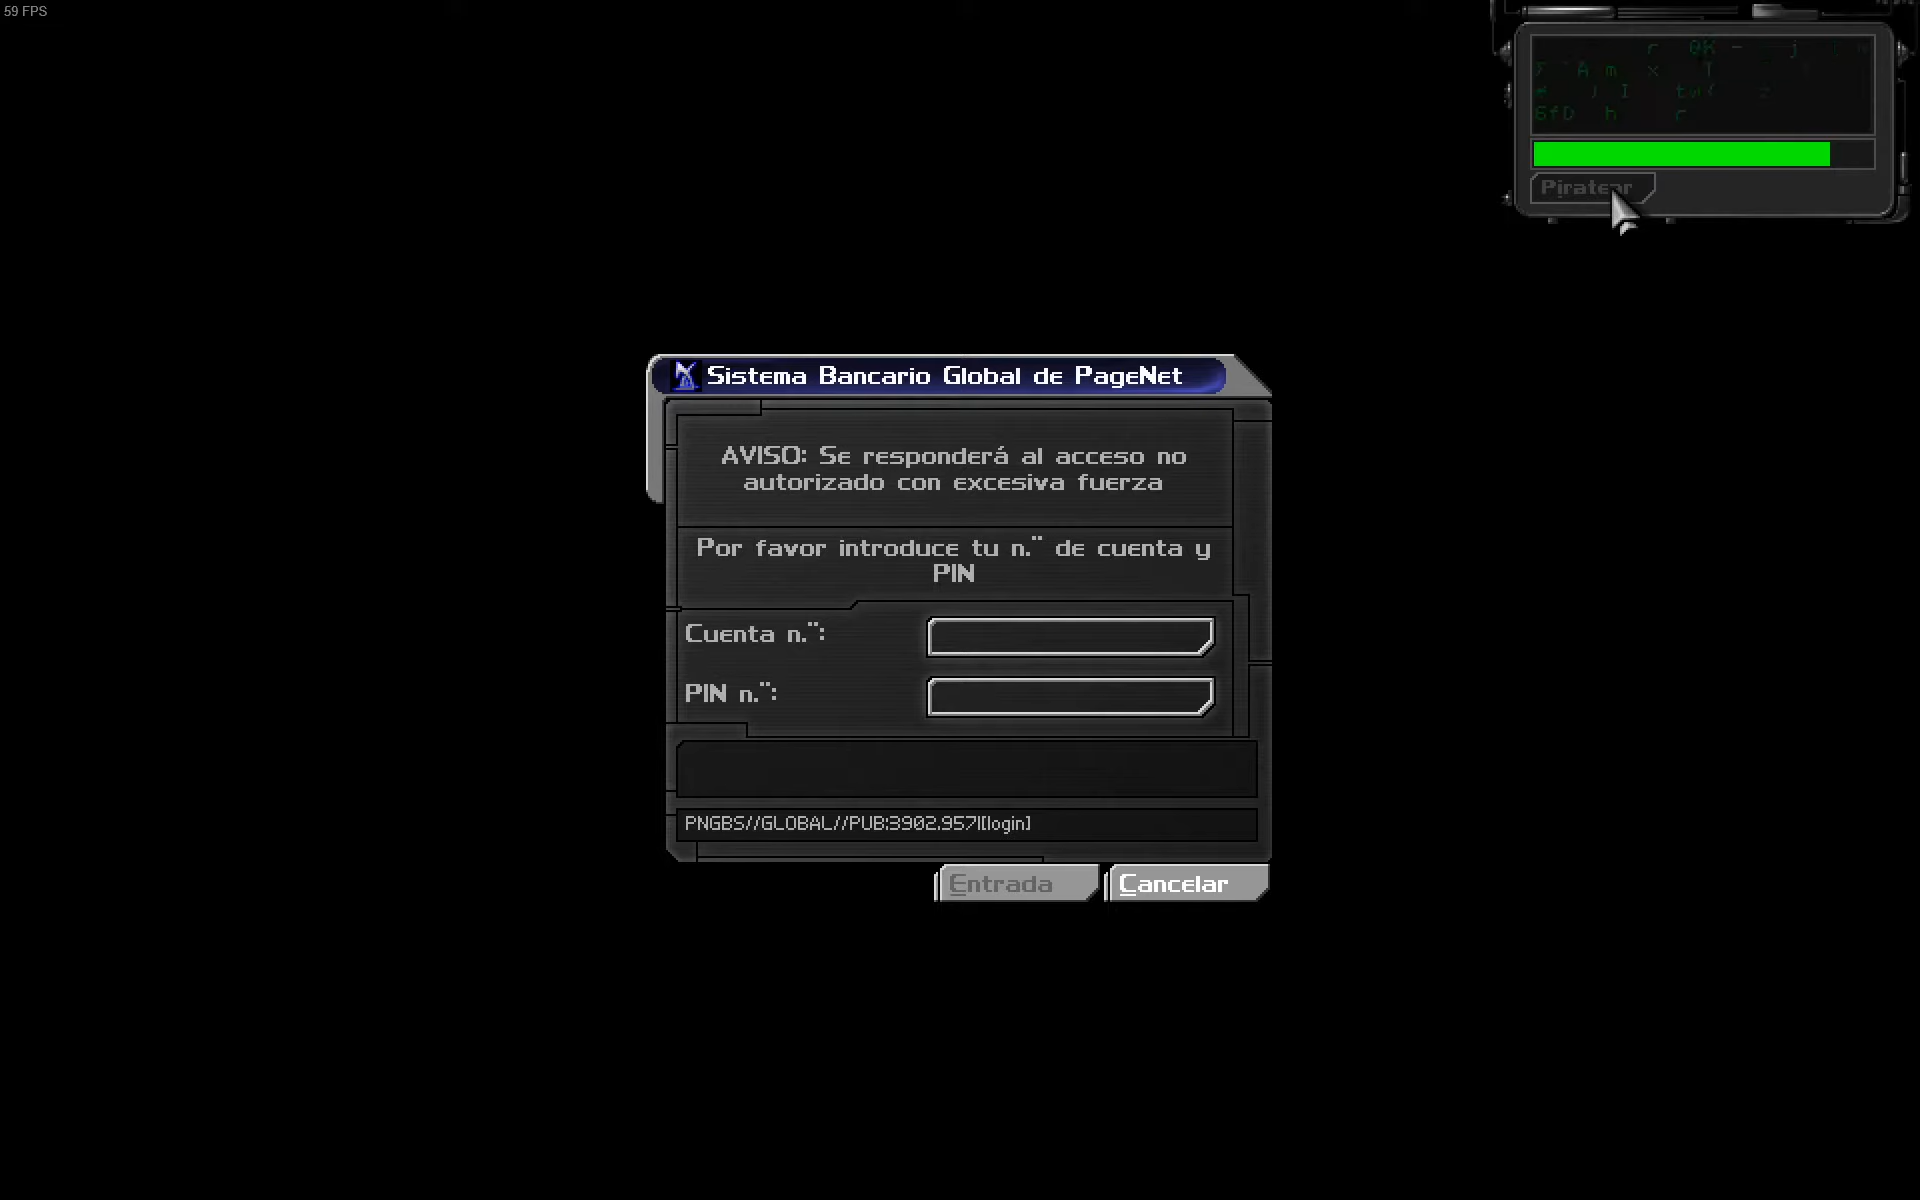 59 FPS
Piratear
Sistema Bancario Global de PageNet
AVISO: Se responderá al acceso no
autorizado con excesiva fuerza
Por favor introduce tu n.¨ de cuenta y
PIN
Cuenta n.¨:
PIN n.¨:
PNGBS//GLOBAL//PUB:3902.957|[login]
Entrada
Cancelar